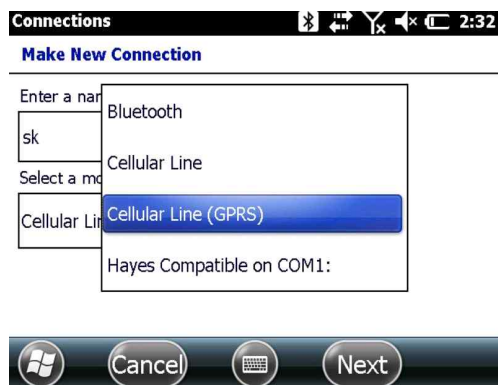 Connections 2:32
Make New Connection
Enter a nar
Bluetooth
sk
Cellular Line
Select a mo
Cellular Line (GPRS)
Cellular Lin
Hayes Compatible on COM1:
Cancel Next